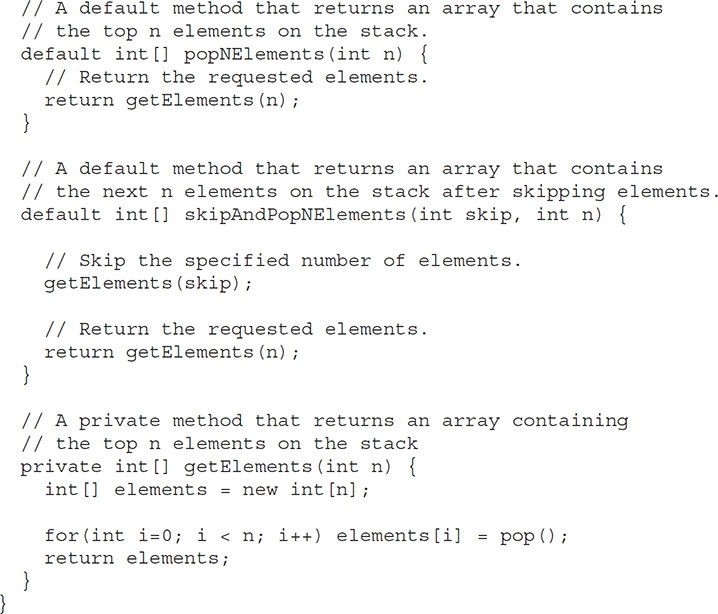 // A default method that returns an array that contains
// the top n elements on the stack.
default int[] popNElements(int n) {
// Return the requested elements.
return getElements(n);
}
// A default method that returns an array that contains
// the next n elements on the stack after skipping elements.
default int[] skipAndPopNElements(int skip, int n) {
// Skip the specified number of elements.
getElements(skip);
// Return the requested elements.
return getElements(n);
}
// A private method that returns an array containing
// the top n elements on the stack
private int[] getElements(int n) {
int[] elements = new int[n];
for(int i=0; i < n; i++) elements[i] = pop();
return elements;
}
}